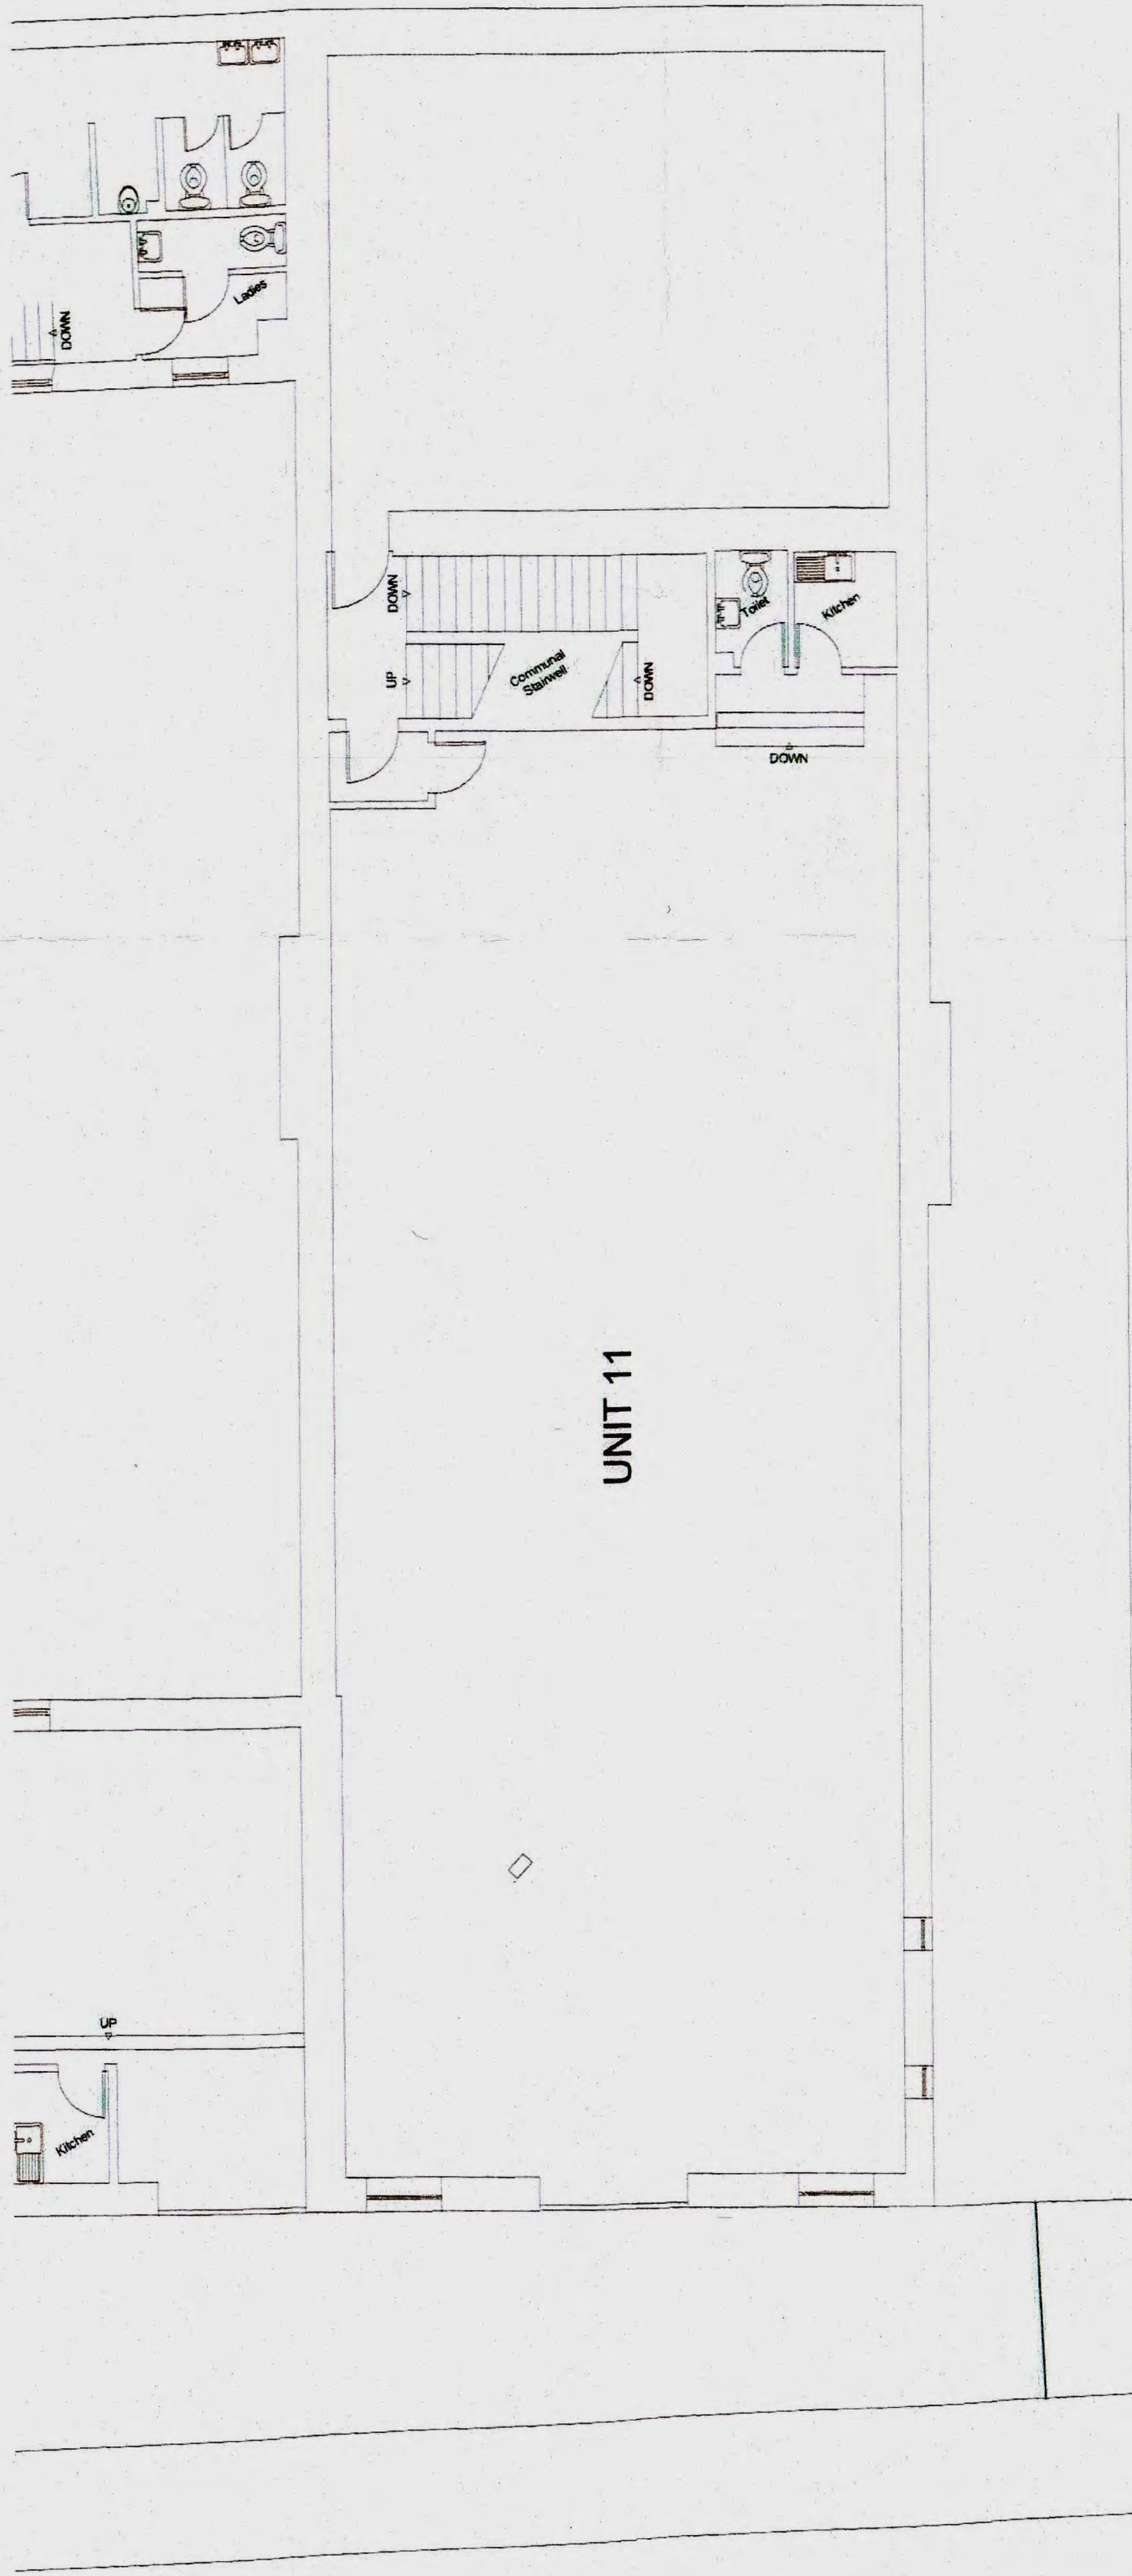 Ladies
DOWN
DOWN
UP
Communal
Stairwell
DOWN
Toilet
Kitchen
DOWN
UNIT 11
UP
Kitchen